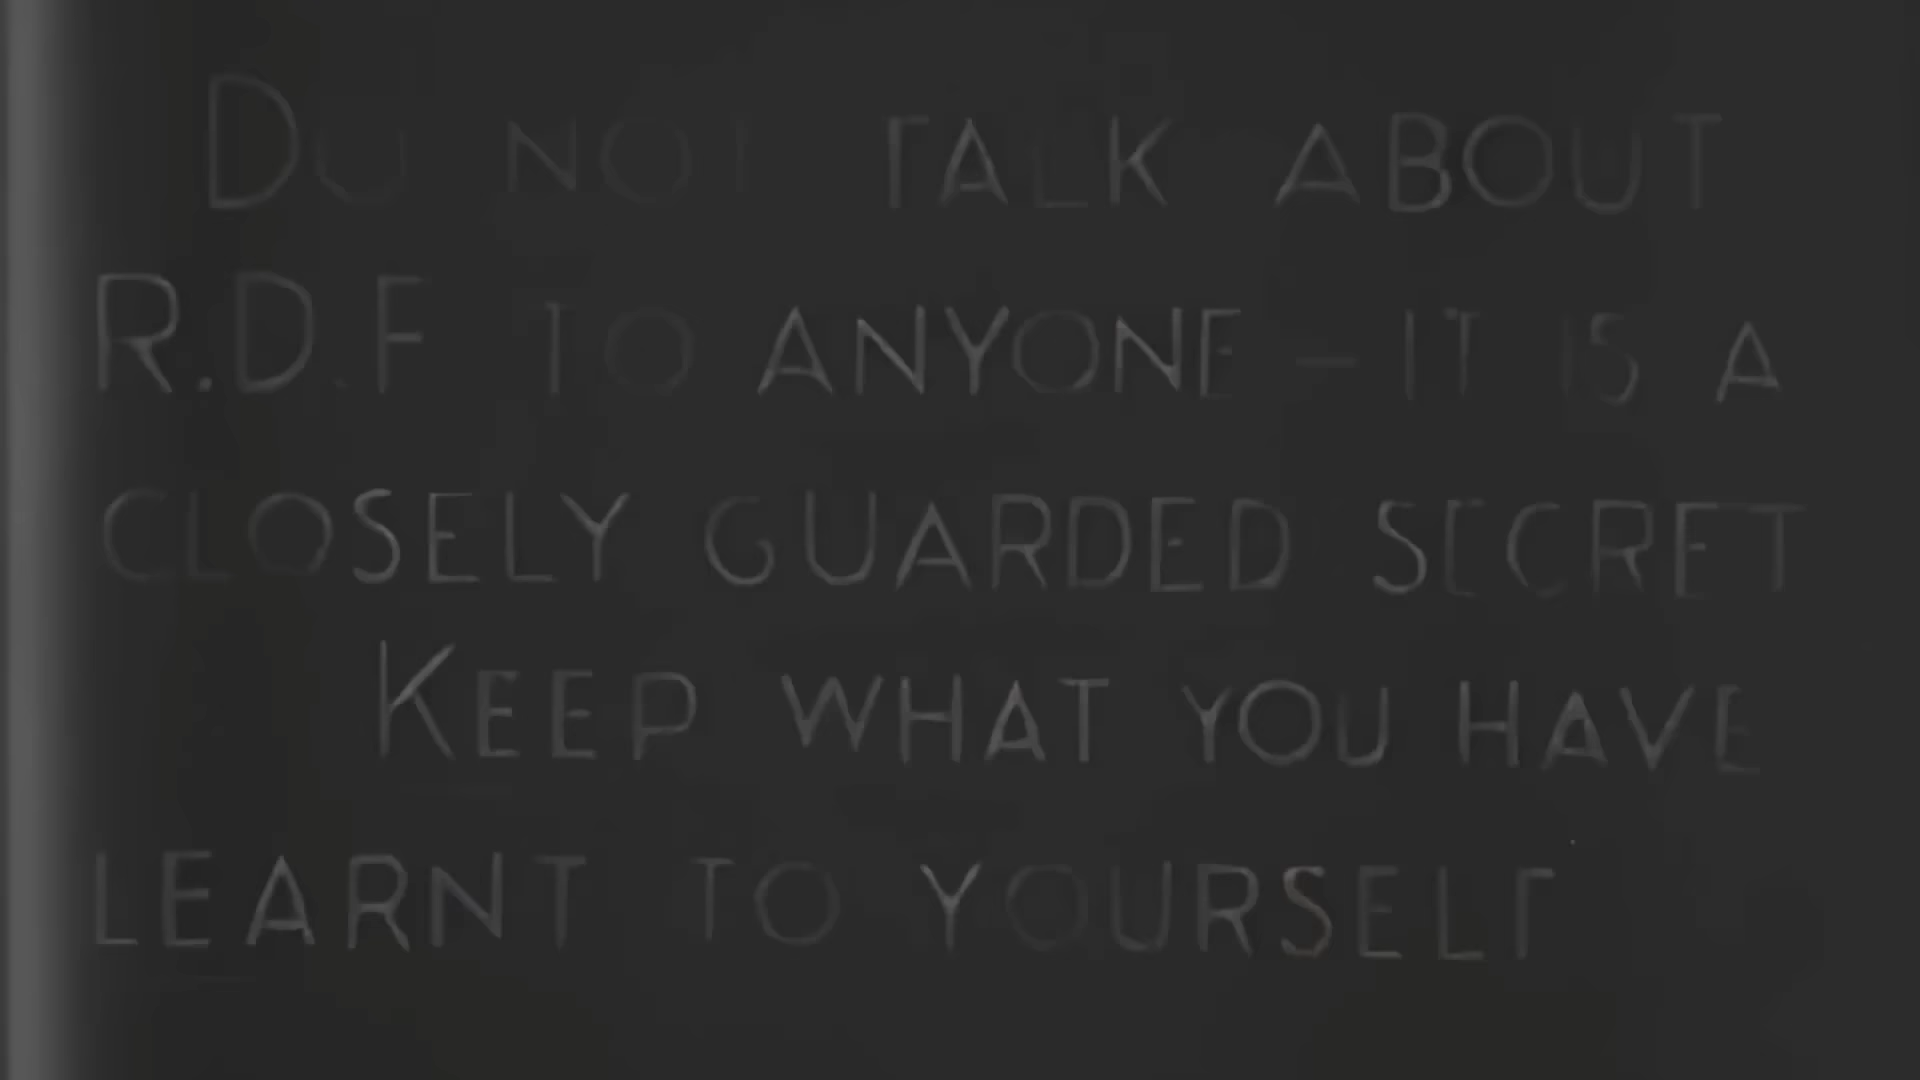 Do NOT TALK ABOUT
R.D.F TO ANYONE – IT IS A
CLOSELY GUARDED SECRET
KEEP WHAT YOU HAVE
LEARNT TO YOURSELF